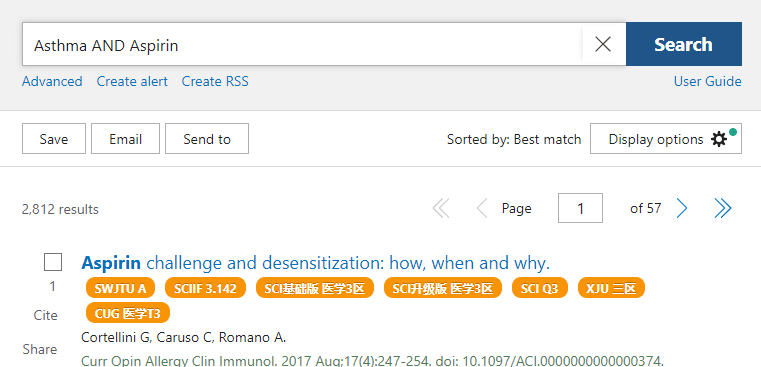 Asthma AND Aspirin
Search
Advanced Create alert Create RSS User Guide
Save Email Send to Sorted by: Best match Display options
2,812 results Page 1 of 57
Aspirin challenge and desensitization: how, when and why.
1 SWJTU A SCIIF 3.142 SCI基础版 医学3区 SCI升级版 医学3区 SCI Q3 XJU 三区
Cite CUG 医学T3
Cortellini G, Caruso C, Romano A.
Share
Curr Opin Allergy Clin Immunol. 2017 Aug;17(4):247-254. doi: 10.1097/ACI.0000000000000374.